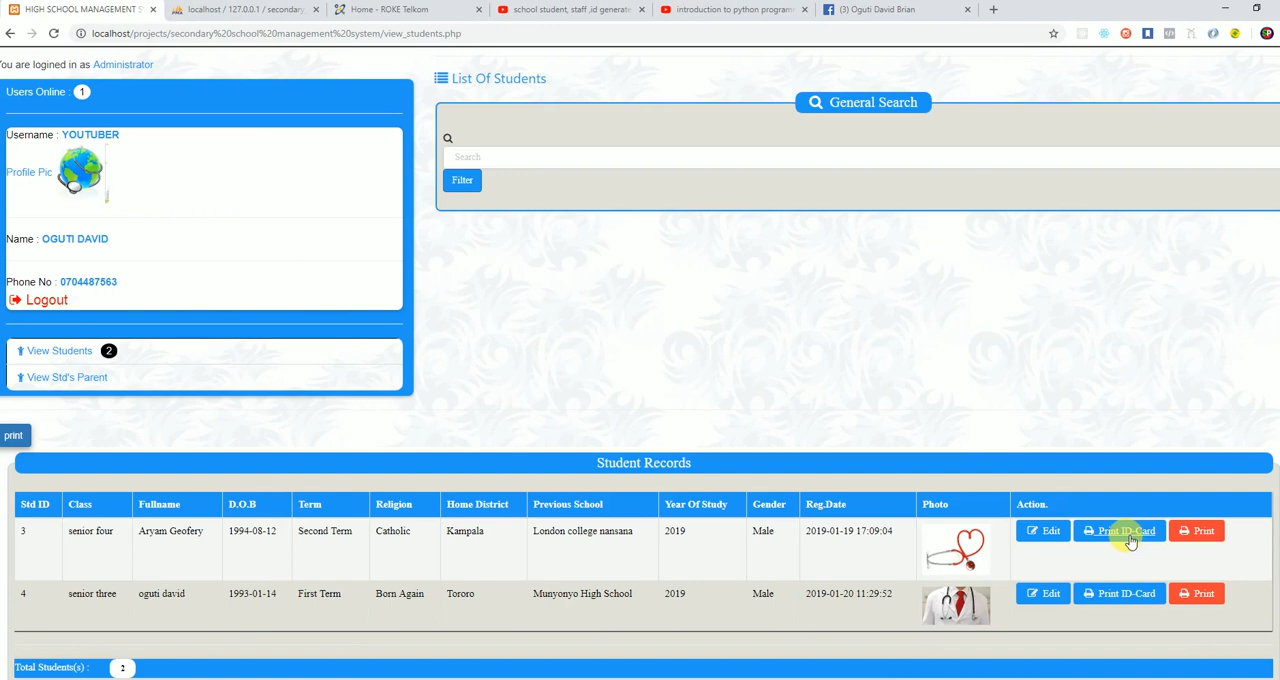 HIGH SCHOOL MANAGEMENT S
localhost / 127.0.0.1 / secondary
Home - ROKE Telkom
school student, staff ,id generate
introduction to python program
(3) Oguti David Brian
localhost/projects/secondary%20school%20management%20system/view_students.php
You are logined in as Administrator
Users Online : 1
Username : YOUTUBER
Profile Pic
Name : OGUTI DAVID
Phone No : 0704487563
Logout
View Students 2
View Std's Parent
List Of Students
General Search
Search
Filter
print
Student Records
Std ID Class Fullname D.O.B Term Religion Home District Previous School Year Of Study Gender Reg.Date Photo Action.
3 senior four Aryam Geofery 1994-08-12 Second Term Catholic Kampala London college nansana 2019 Male 2019-01-19 17:09:04 Edit Print ID-Card Print
4 senior three oguti david 1993-01-14 First Term Born Again Tororo Munyonyo High School 2019 Male 2019-01-20 11:29:52 Edit Print ID-Card Print
Total Students(s) : 2